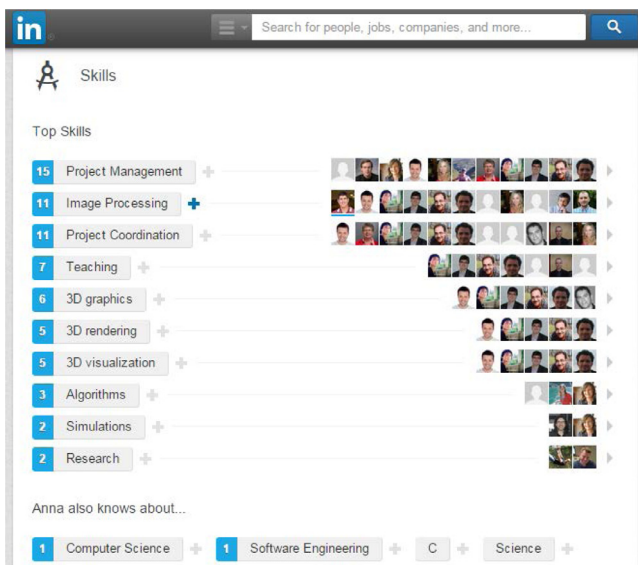 in®
Search for people, jobs, companies, and more...
Skills
Top Skills
15 Project Management
11 Image Processing
11 Project Coordination
7 Teaching
6 3D graphics
5 3D rendering
5 3D visualization
3 Algorithms
2 Simulations
2 Research
Anna also knows about...
1 Computer Science 1 Software Engineering C Science